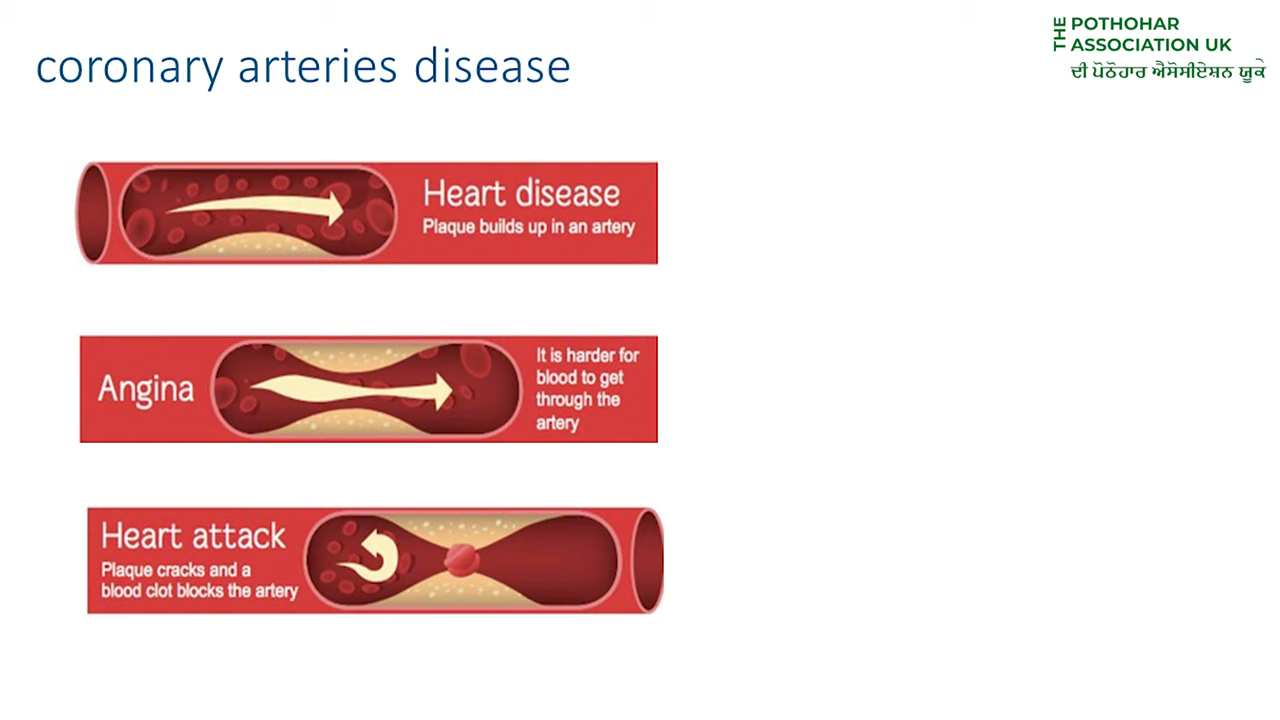 coronary arteries disease
THE POTHOHAR
ASSOCIATION UK
ਦੀ ਪੋਠੋਹਾਰ ਐਸੋਸੀਏਸ਼ਨ ਯੂਕੇ
Heart disease
Plaque builds up in an artery
Angina
It is harder for
blood to get
through the
artery
Heart attack
Plaque cracks and a
blood clot blocks the artery